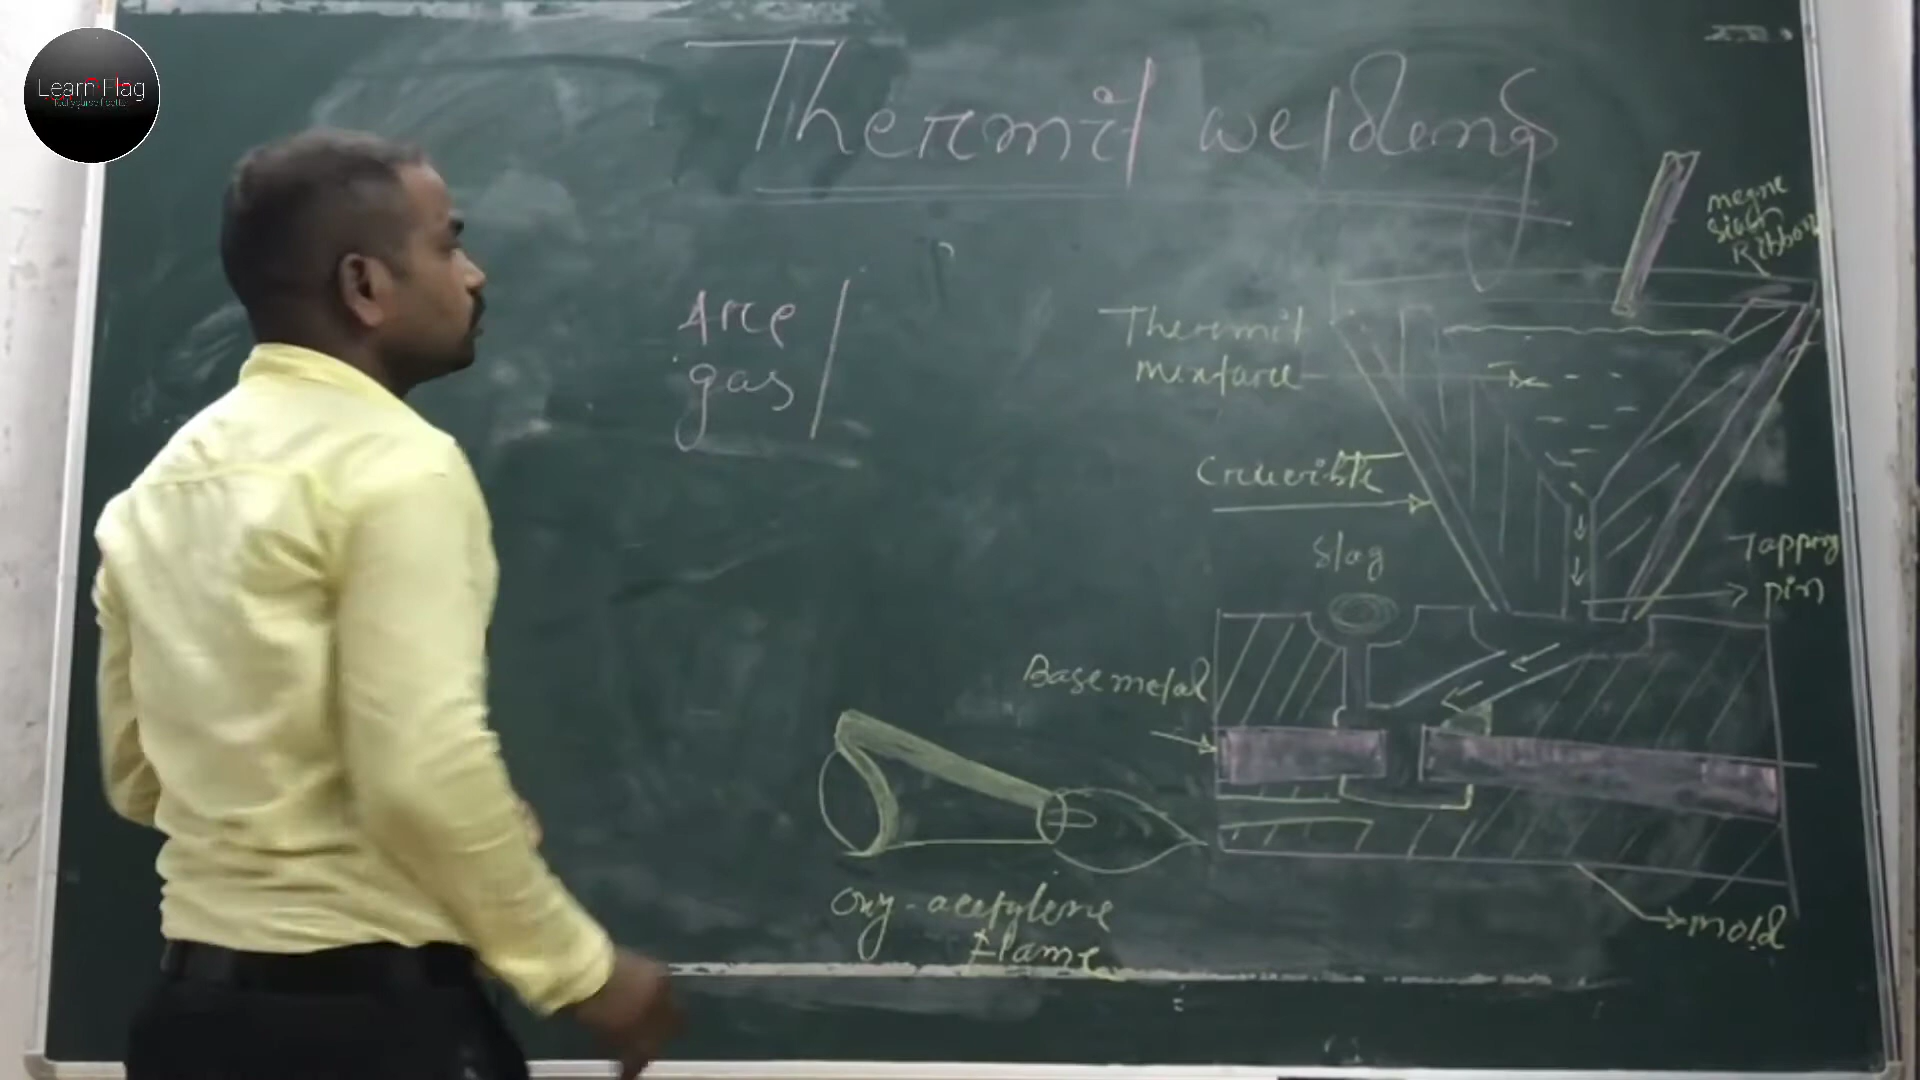 Learn Flag
Thermit welding
Magne
sium
Ribbon
Arc
gas
Thermit
mixture
Crucible
Slag
Tapping
pin
Base metal
Oxy-acetylene
flame
mold